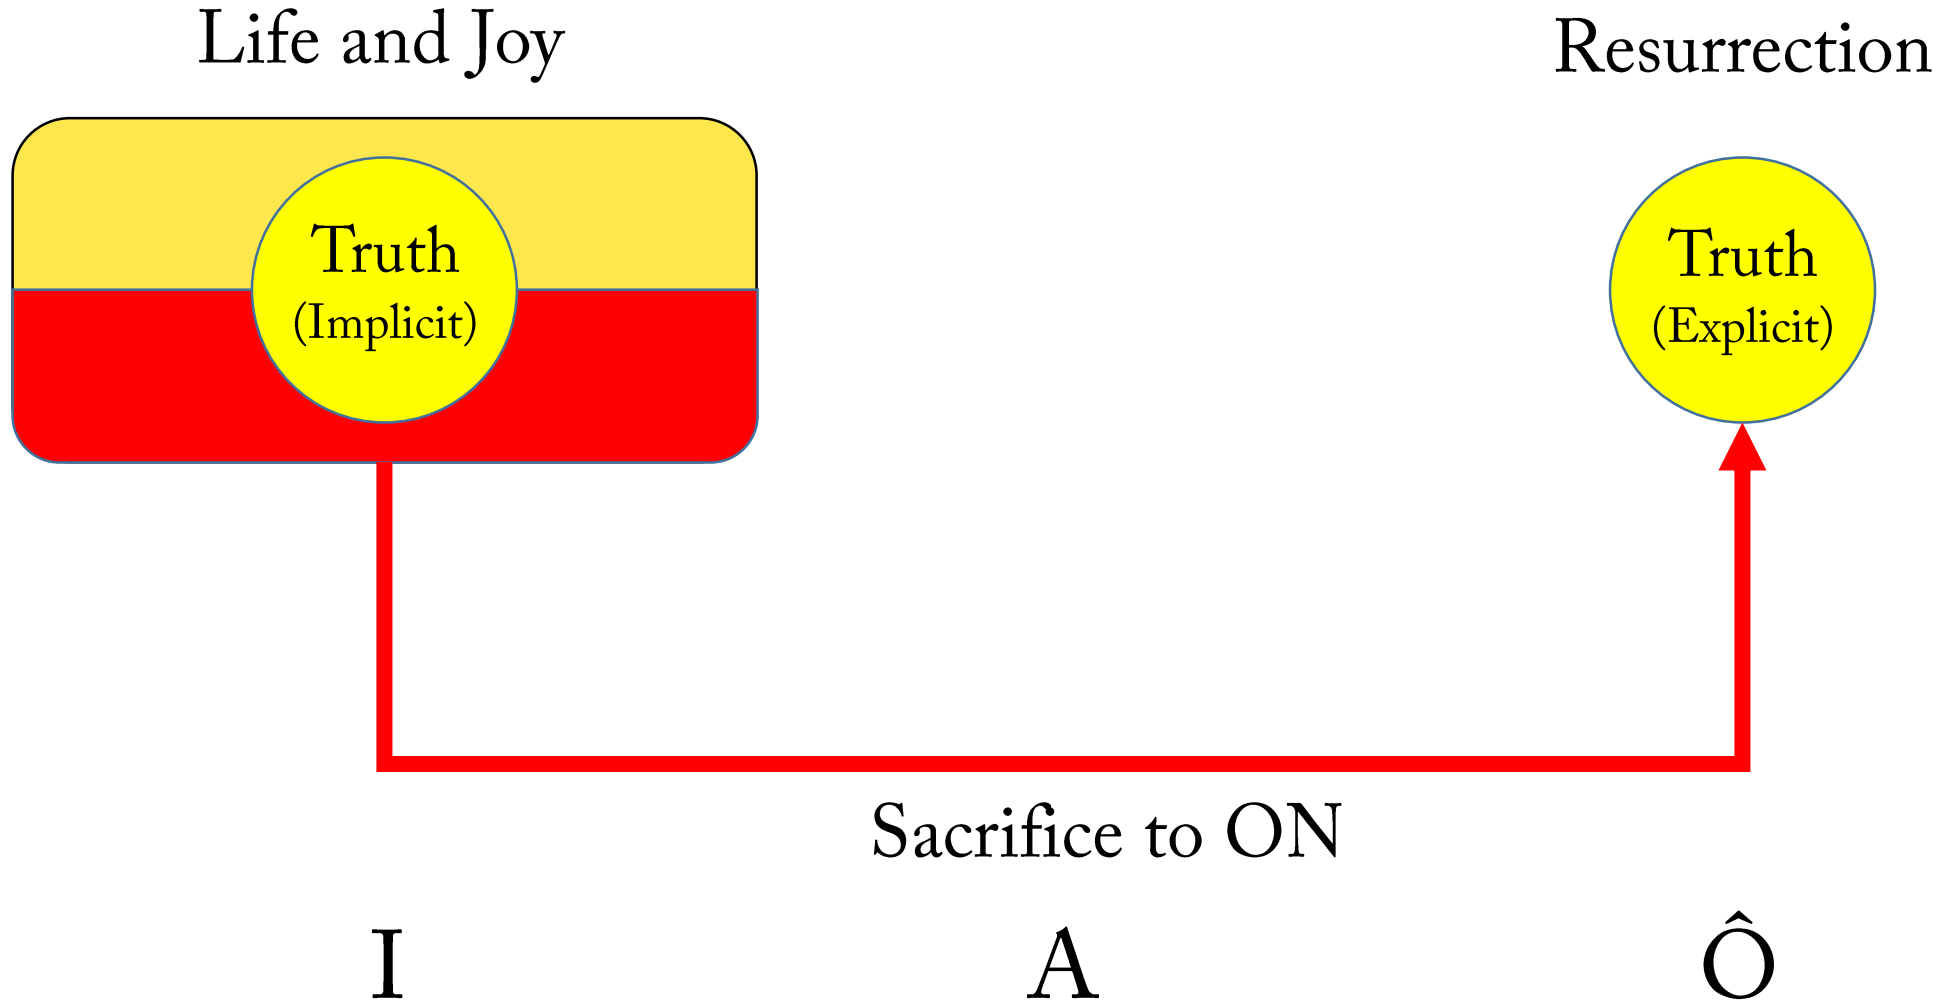 Life and Joy
Resurrection
Truth
(Implicit)
Truth
(Explicit)
Sacrifice to ON
I
A
Ô